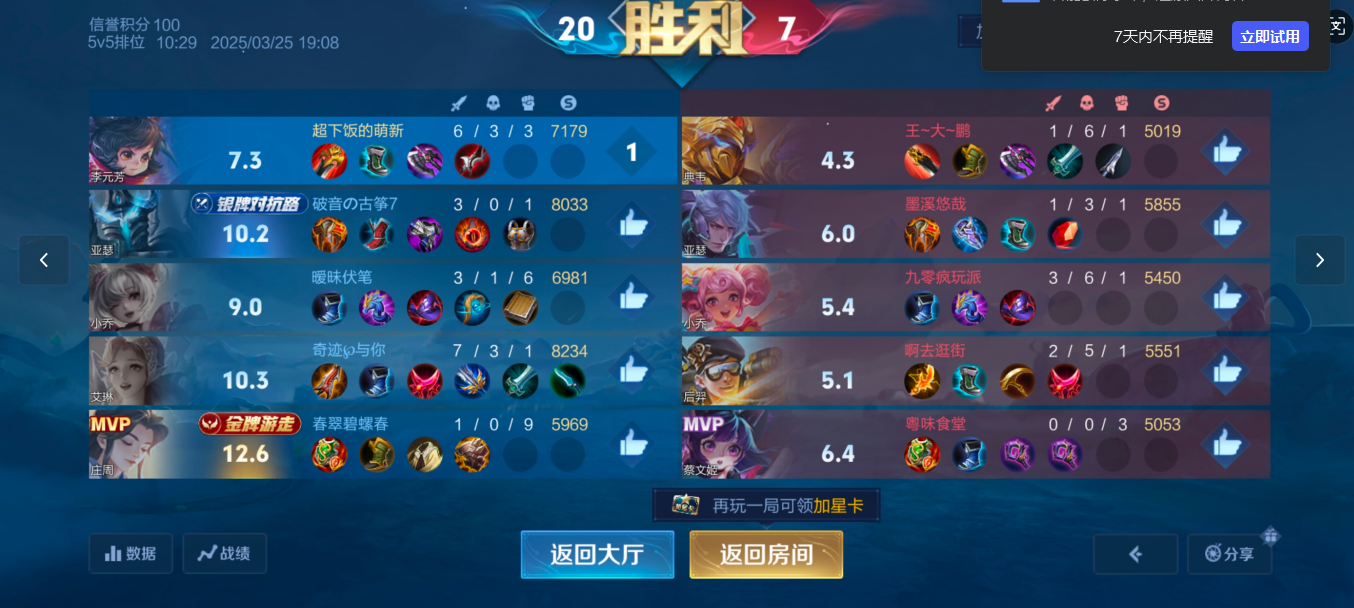 信誉积分 100
5v5排位 10:29 2025/03/25 19:08
20 胜利 7
7天内不再提醒 立即试用
李元芳 7.3 超下饭的萌新 6 / 3 / 3 7179 1
亚瑟 银牌对抗路 10.2 破音の古筝7 3 / 0 / 1 8033
小乔 9.0 暧昧伏笔 3 / 1 / 6 6981
艾琳 10.3 奇迹℘与你 7 / 3 / 1 8234
MVP 庄周 金牌游走 12.6 春翠碧螺春 1 / 0 / 9 5969
典韦 4.3 王~大~鹏 1 / 6 / 1 5019
亚瑟 6.0 墨溪悠哉 1 / 3 / 1 5855
小乔 5.4 九零疯玩派 3 / 6 / 1 5450
后羿 5.1 啊去逛街 2 / 5 / 1 5551
MVP 蔡文姬 6.4 粤味食堂 0 / 0 / 3 5053
再玩一局可领加星卡
数据 战绩 返回大厅 返回房间 分享